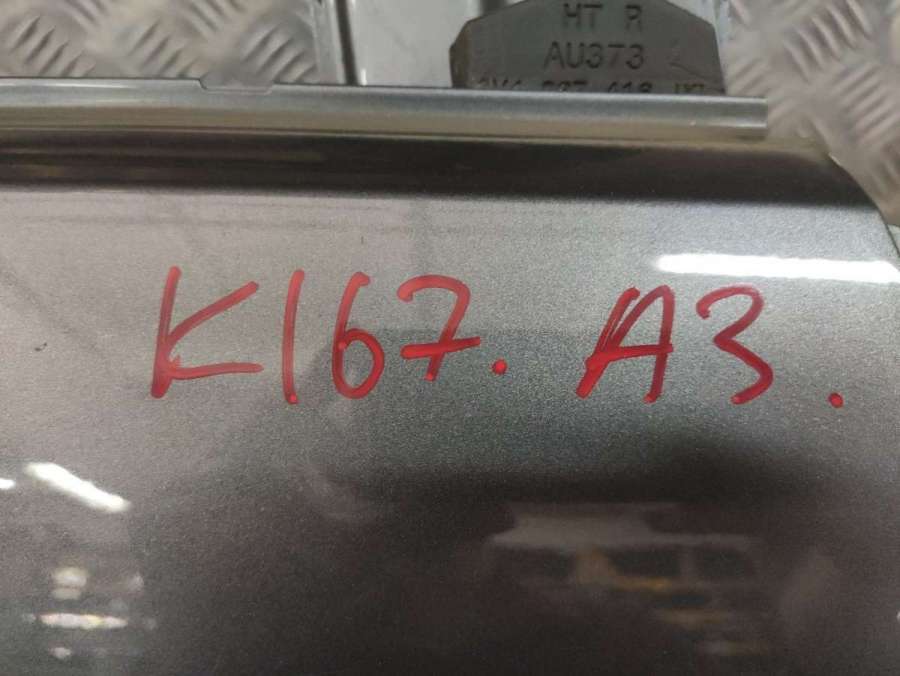 HT R
AU373
K167. A3.